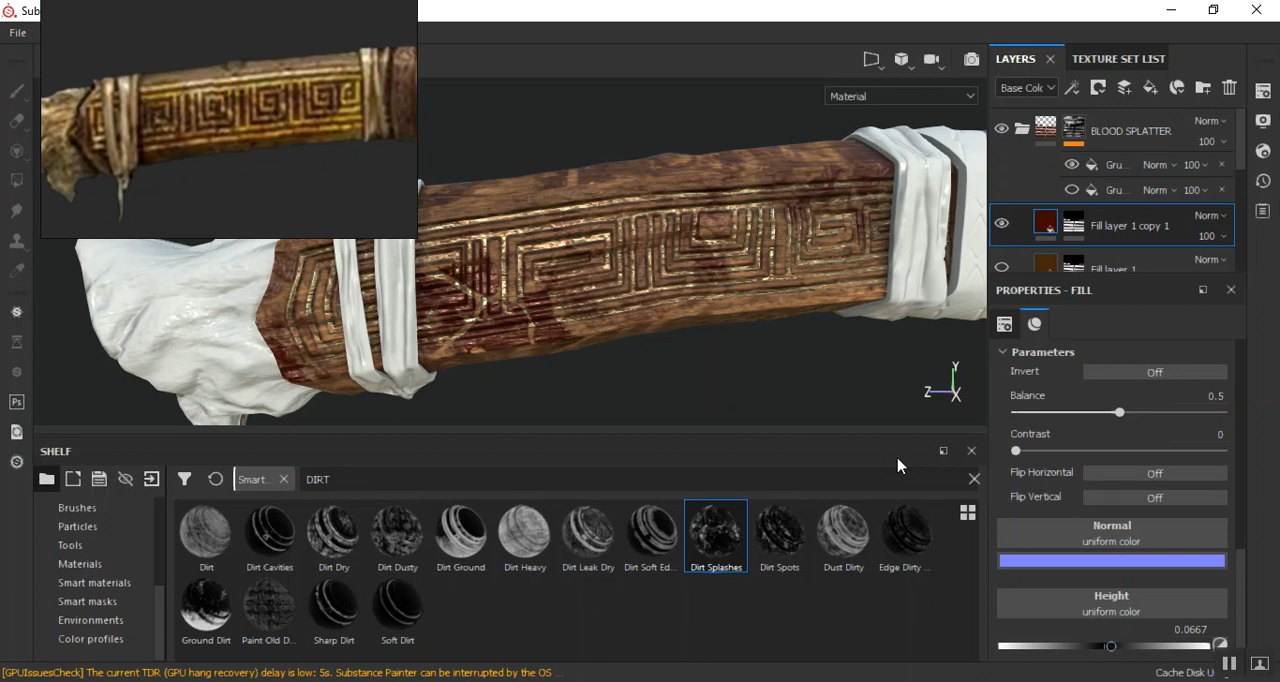 Sub
File
Material
LAYERS
TEXTURE SET LIST
Base Col
BLOOD SPLATTER
Norm
100
Gru... Norm 100
Gru... Norm 100
Fill layer 1 copy 1
Norm
100
Fill layer 1
Norm
PROPERTIES - FILL
Parameters
Invert Off
Balance 0.5
Contrast 0
Flip Horizontal Off
Flip Vertical Off
Normal
uniform color
Height
uniform color
0.0667
Y
Z X
Ps
SHELF
Smart...
DIRT
Brushes
Particles
Tools
Materials
Smart materials
Smart masks
Environments
Color profiles
Dirt Dirt Cavities Dirt Dry Dirt Dusty Dirt Ground Dirt Heavy Dirt Leak Dry Dirt Soft Ed... Dirt Splashes Dirt Spots Dust Dirty Edge Dirty ...
Ground Dirt Paint Old D... Sharp Dirt Soft Dirt
[GPUIssuesCheck] The current TDR (GPU hang recovery) delay is low: 5s. Substance Painter can be interrupted by the OS ...
Cache Disk U